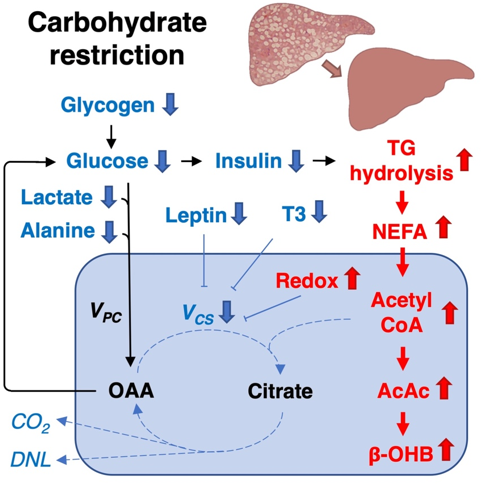 Carbohydrate
restriction
Glycogen
Glucose
Insulin
TG
hydrolysis
Lactate
Alanine
Leptin
T3
NEFA
Redox
Acetyl
CoA
V_PC
V_CS
OAA
Citrate
AcAc
CO₂
DNL
β-OHB